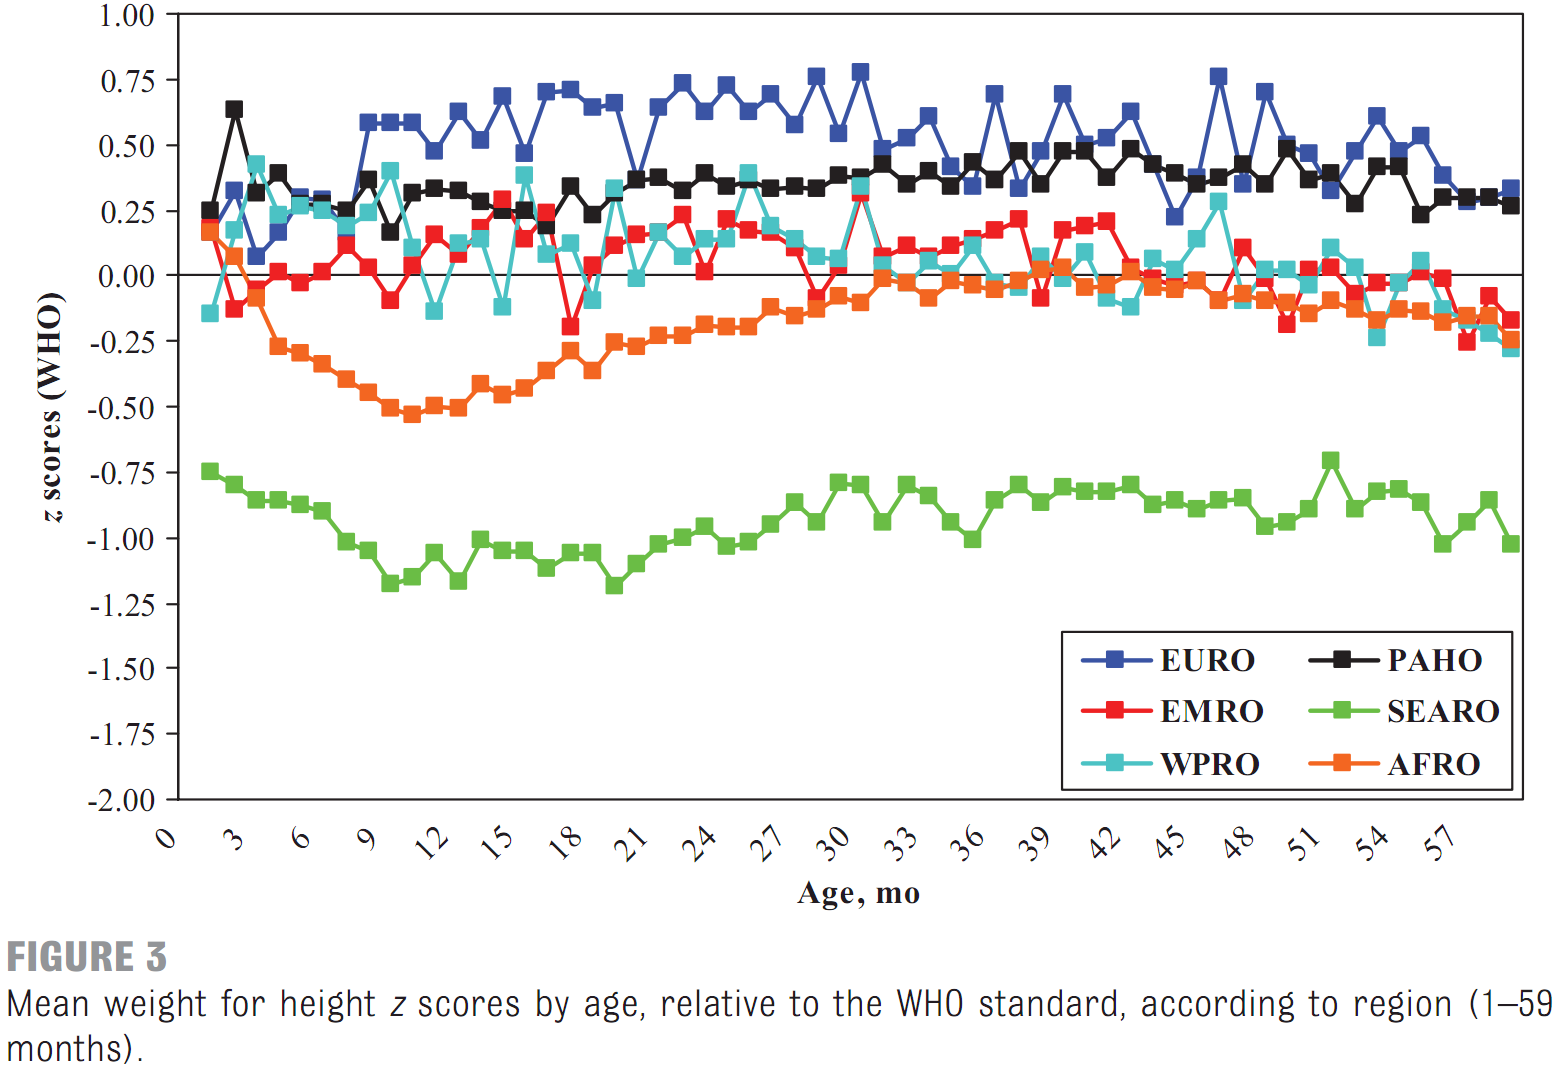 1.00
0.75
0.50
0.25
0.00
-0.25
-0.50
-0.75
-1.00
-1.25
-1.50
-1.75
-2.00
z scores (WHO)
0 3 6 9 12 15 18 21 24 27 30 33 36 39 42 45 48 51 54 57
Age, mo
EURO PAHO
EMRO SEARO
WPRO AFRO
FIGURE 3
Mean weight for height z scores by age, relative to the WHO standard, according to region (1–59
months).